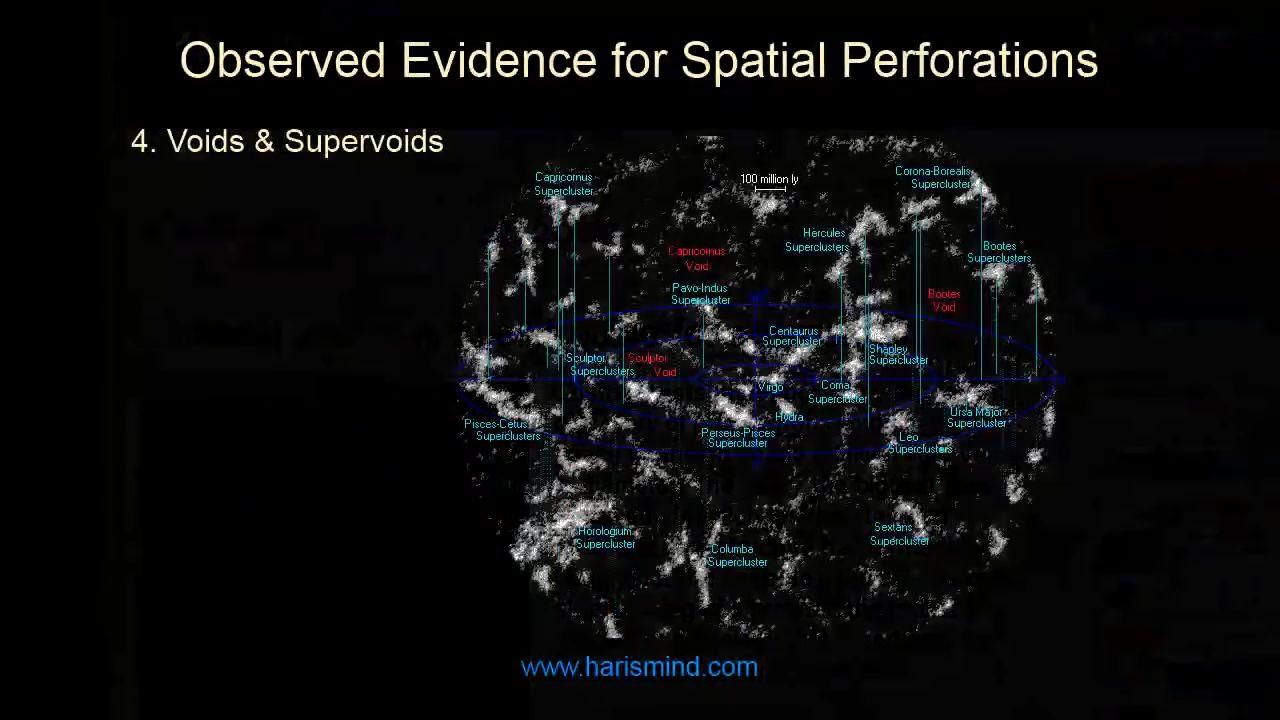 Observed Evidence for Spatial Perforations
4. Voids & Supervoids
100 million ly
Capricornus
Supercluster
Corona-Borealis
Supercluster
Hercules
Superclusters
Bootes
Superclusters
Capricornus
Void
Pavo-Indus
Supercluster
Bootes
Void
Centaurus
Supercluster
Shapley
Supercluster
Sculptor
Superclusters
Sculptor
Void
Virgo
Coma
Supercluster
Hydra
Ursa Major
Supercluster
Pisces-Cetus
Superclusters
Perseus-Pisces
Supercluster
Leo
Superclusters
Horologium
Supercluster
Columba
Supercluster
Sextans
Supercluster
www.harismind.com